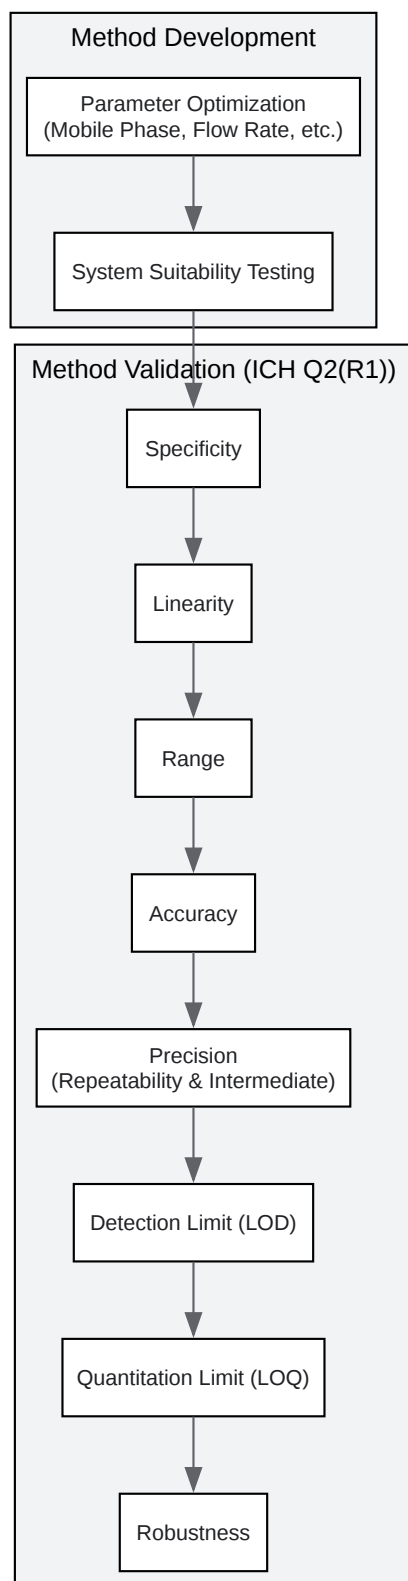 Method Development
Parameter Optimization
(Mobile Phase, Flow Rate, etc.)
System Suitability Testing
Method Validation (ICH Q2(R1))
Specificity
Linearity
Range
Accuracy
Precision
(Repeatability & Intermediate)
Detection Limit (LOD)
Quantitation Limit (LOQ)
Robustness